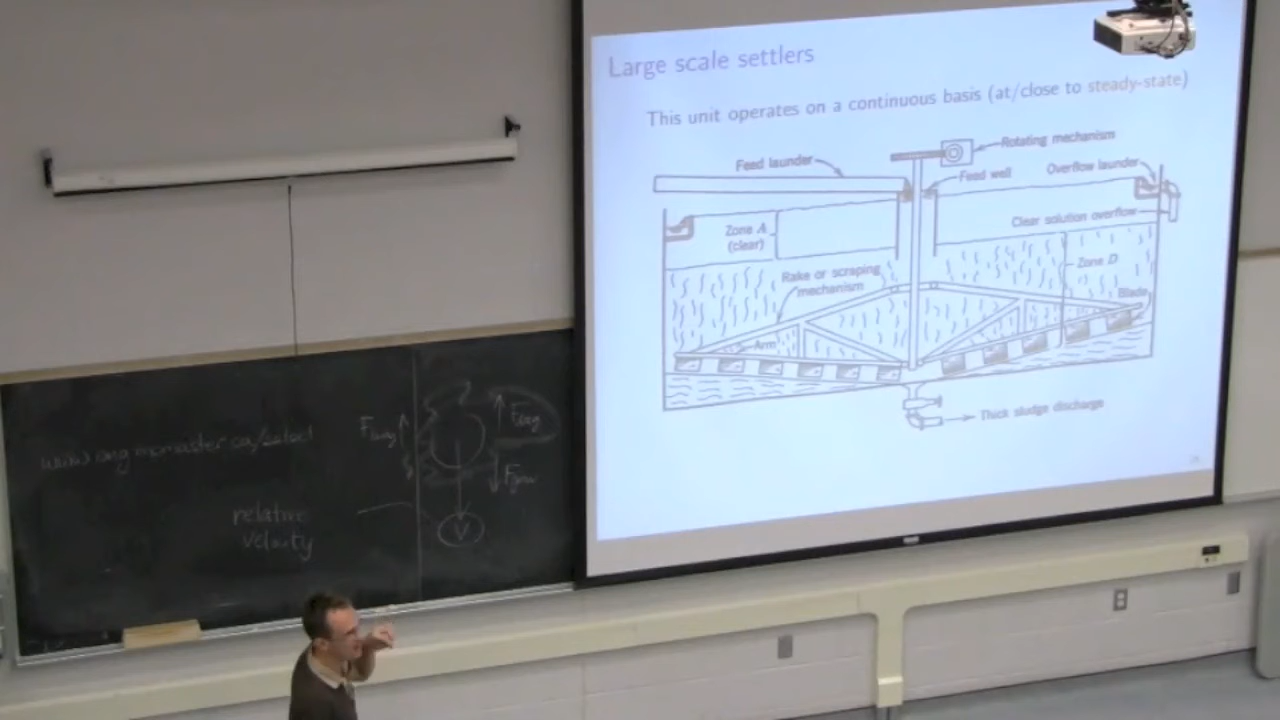 Large scale settlers
This unit operates on a continuous basis (at/close to steady-state)
Rotating mechanism
Feed launder
Feed well
Overflow launder
Zone A
(clear)
Clear solution overflow
Zone D
Rake or scraping
mechanism
Blade
Arm
Thick sludge discharge
relative
velocity
V